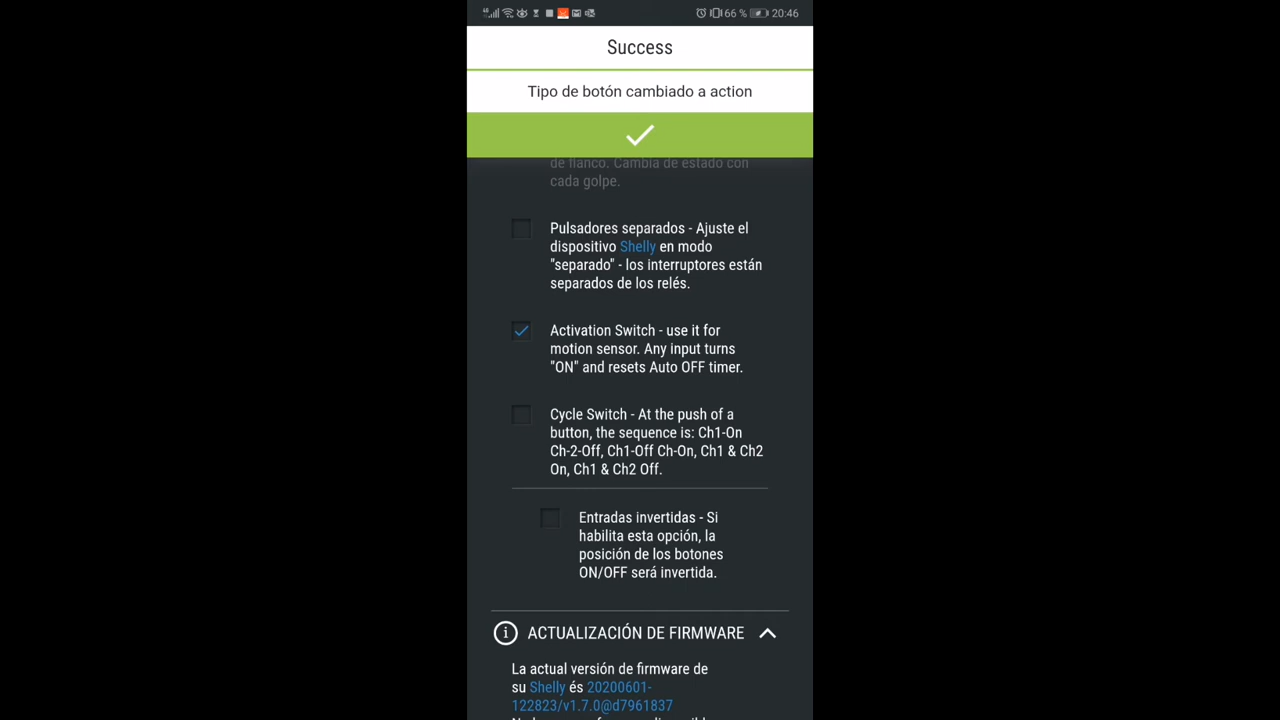 66 % 20:46
Success
Tipo de botón cambiado a action
de flanco. Cambia de estado con
cada golpe.
Pulsadores separados - Ajuste el
dispositivo Shelly en modo
"separado" - los interruptores están
separados de los relés.
Activation Switch - use it for
motion sensor. Any input turns
"ON" and resets Auto OFF timer.
Cycle Switch - At the push of a
button, the sequence is: Ch1-On
Ch-2-Off, Ch1-Off Ch-On, Ch1 & Ch2
On, Ch1 & Ch2 Off.
Entradas invertidas - Si
habilita esta opción, la
posición de los botones
ON/OFF será invertida.
ACTUALIZACIÓN DE FIRMWARE
La actual versión de firmware de
su Shelly és 20200601-
122823/v1.7.0@d7961837